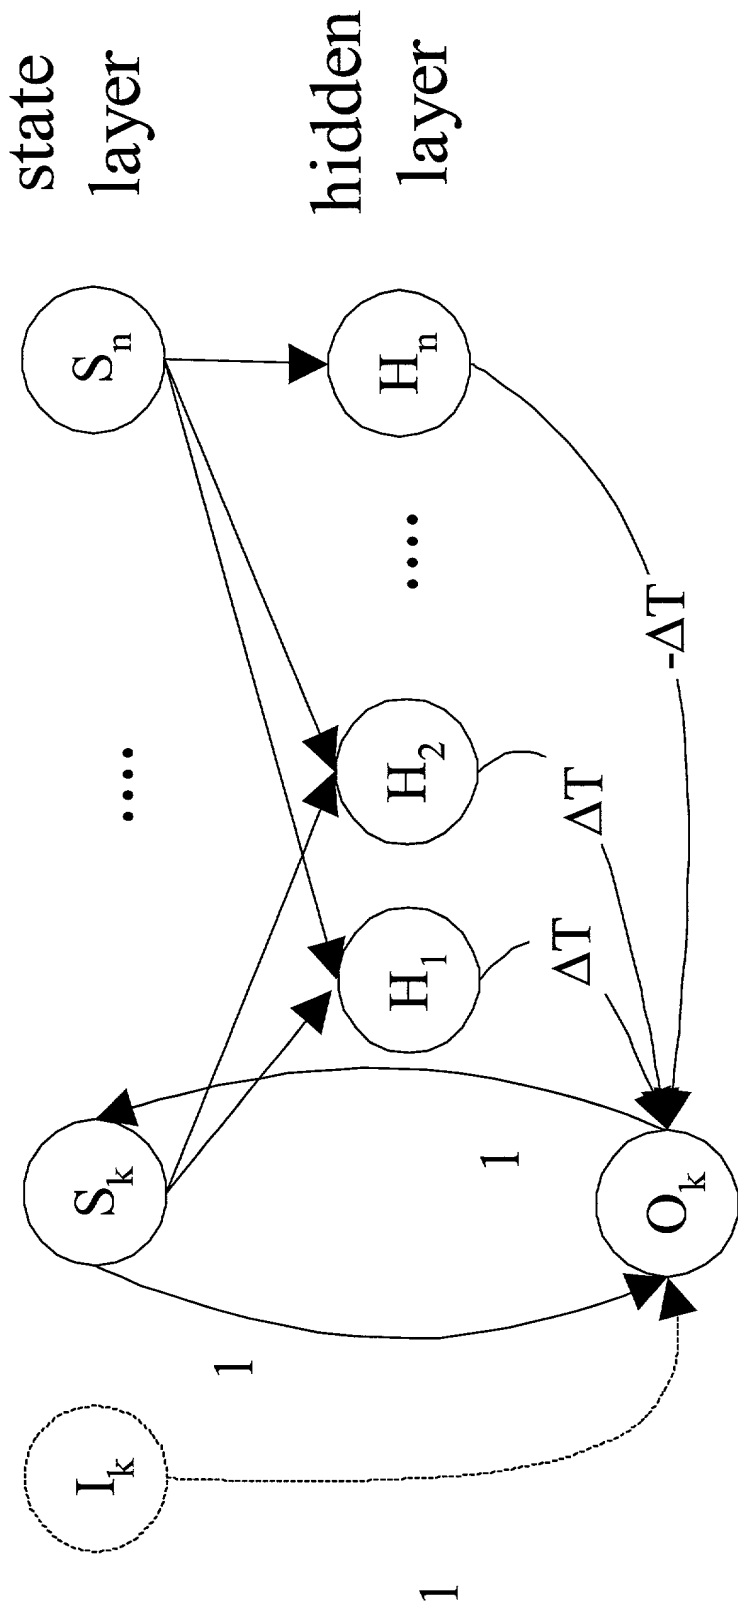 I_k
S_k
....
S_n
state
layer
1
H_1
H_2
....
H_n
hidden
layer
1
1
ΔT
ΔT
-ΔT
O_k